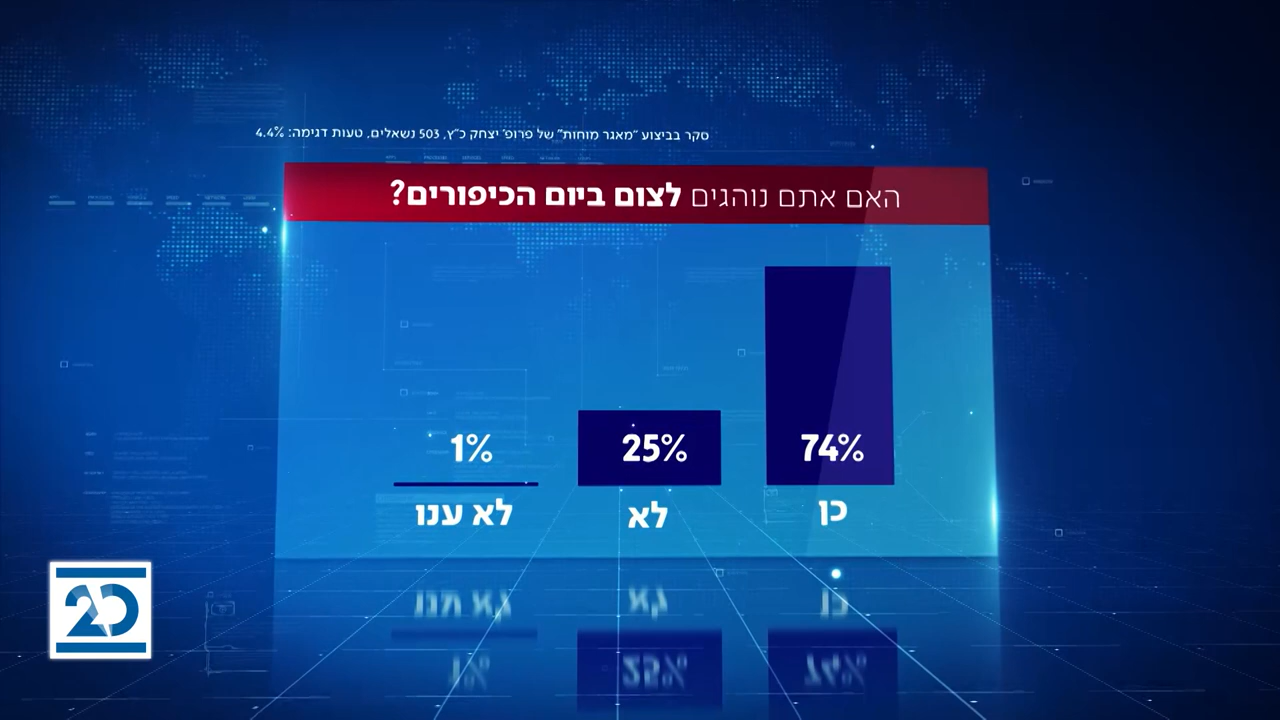 סקר בביצוע "מאגר מוחות" של פרופ' יצחק כ"ץ, 503 נשאלים, טעות דגימה: 4.4%
האם אתם נוהגים לצום ביום הכיפורים?
74% 25% 1%
כן לא לא ענו
20